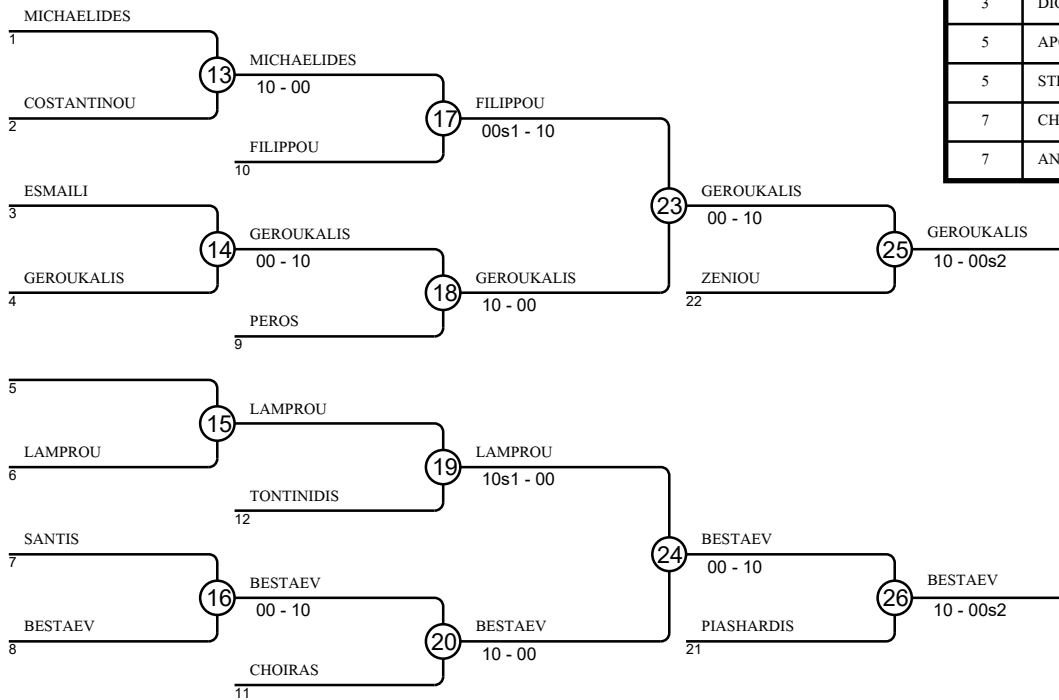 MICHAELIDES
1
13
MICHAELIDES
10 - 00
COSTANTINOU
2
17
FILIPPOU
00s1 - 10
FILIPPOU
10
ESMAILI
3
23
GEROUKALIS
00 - 10
14
GEROUKALIS
00 - 10
25
GEROUKALIS
10 - 00s2
GEROUKALIS
4
18
GEROUKALIS
10 - 00
ZENIOU
22
PEROS
9
5
15
LAMPROU
LAMPROU
6
19
LAMPROU
10s1 - 00
TONTINIDIS
12
SANTIS
7
24
BESTAEV
00 - 10
16
BESTAEV
00 - 10
26
BESTAEV
10 - 00s2
BESTAEV
8
20
BESTAEV
10 - 00
PIASHARDIS
21
CHOIRAS
11
3
5
5
7
7